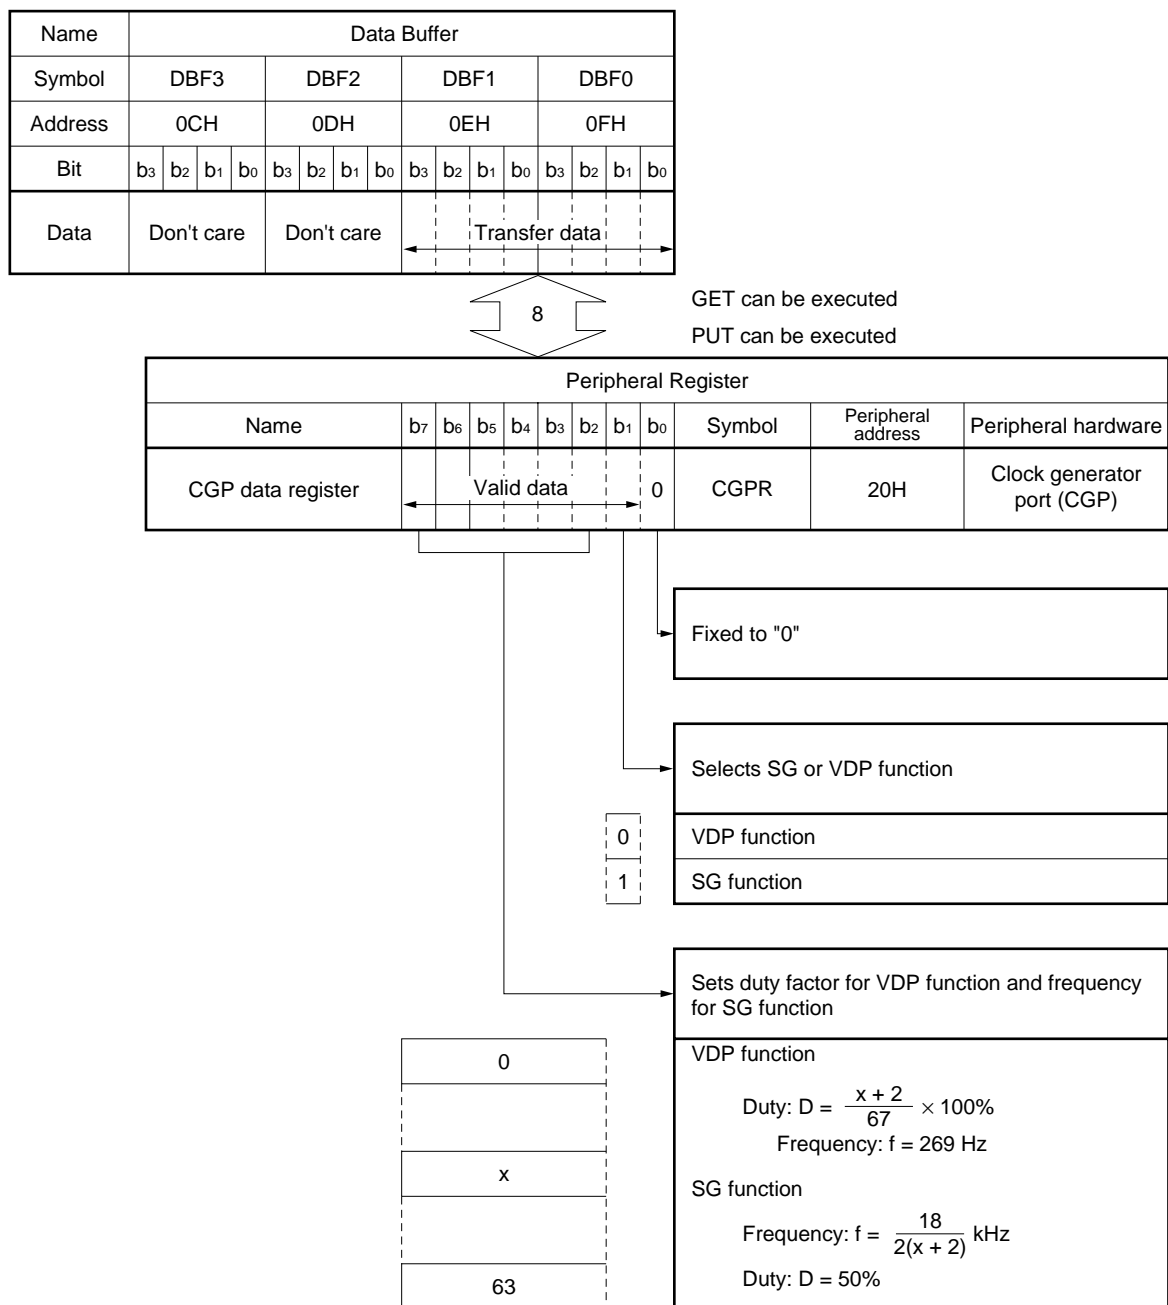 Name Data Buffer
Symbol DBF3 DBF2 DBF1 DBF0
Address 0CH 0DH 0EH 0FH
Bit b3 b2 b1 b0 b3 b2 b1 b0 b3 b2 b1 b0 b3 b2 b1 b0
Data Don't care Don't care Transfer data
8
GET can be executed
PUT can be executed
Peripheral Register
Name b7 b6 b5 b4 b3 b2 b1 b0 Symbol Peripheral address Peripheral hardware
CGP data register Valid data 0 CGPR 20H Clock generator port (CGP)
Fixed to "0"
Selects SG or VDP function
0 VDP function
1 SG function
Sets duty factor for VDP function and frequency
for SG function
0
x
63
VDP function
Duty: D = x + 2 / 67 × 100%
Frequency: f = 269 Hz
SG function
Frequency: f = 18 / 2(x + 2) kHz
Duty: D = 50%